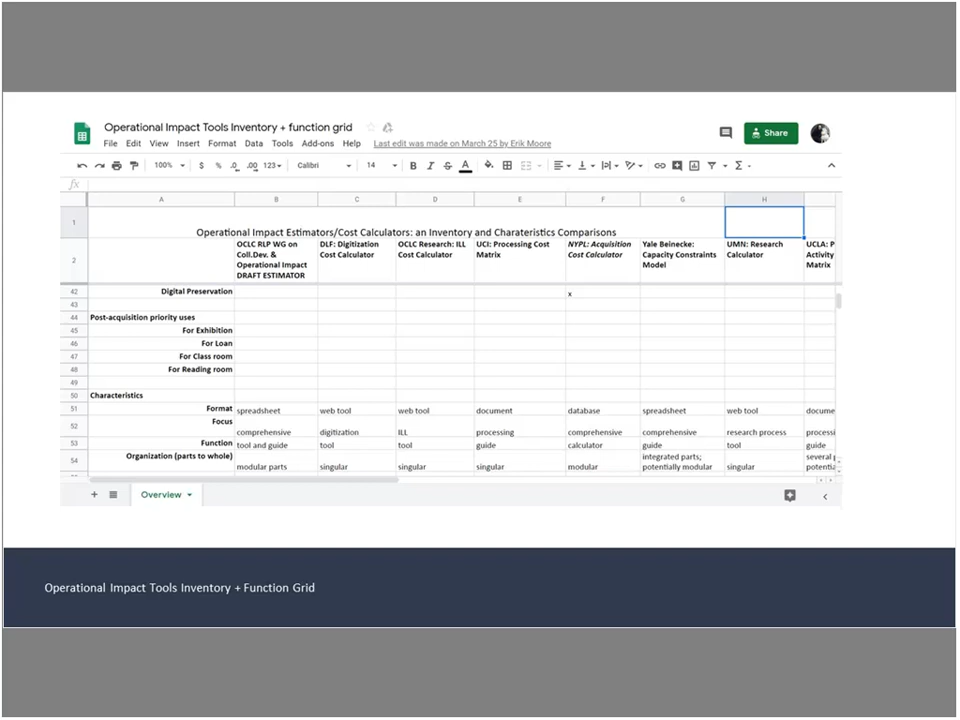 Operational Impact Tools Inventory + function grid
File Edit View Insert Format Data Tools Add-ons Help Last edit was made on March 25 by Erik Moore
Share
100% $ % .0 .00 123 Calibri 14 B I S A
fx
A B C D E F G H
1 Operational Impact Estimators/Cost Calculators: an Inventory and Charateristics Comparisons
2 OCLC RLP WG on Coll.Dev. & Operational Impact DRAFT ESTIMATOR DLF: Digitization Cost Calculator OCLC Research: ILL Cost Calculator UCI: Processing Cost Matrix NYPL: Acquisition Cost Calculator Yale Beinecke: Capacity Constraints Model UMN: Research Calculator UCLA: P Activity Matrix
42 Digital Preservation x
43
44 Post-acquisition priority uses
45 For Exhibition
46 For Loan
47 For Class room
48 For Reading room
49
50 Characteristics
51 Format spreadsheet web tool web tool document database spreadsheet web tool docume
52 Focus comprehensive digitization ILL processing comprehensive comprehensive research process processi
53 Function tool and guide tool tool guide calculator guide tool guide
54 Organization (parts to whole) modular parts singular singular singular modular integrated parts; potentially modular singular several p potentia
+ Overview
Operational Impact Tools Inventory + Function Grid